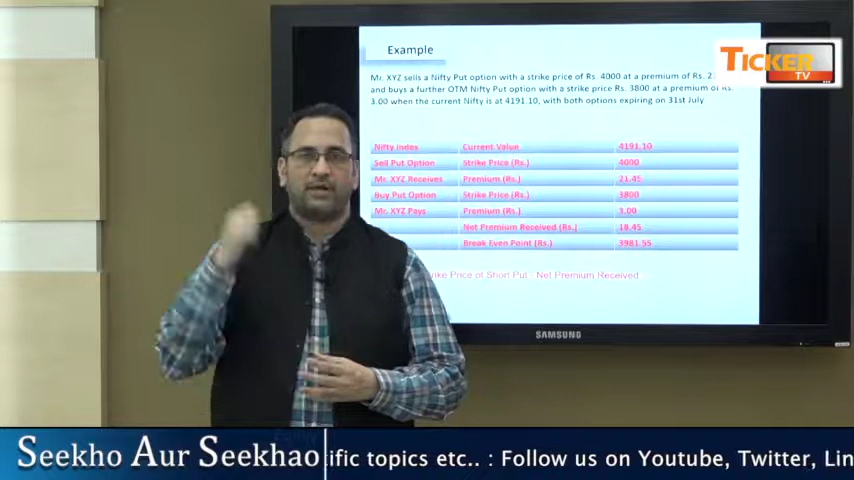 Example
TICKER
TV
Mr. XYZ sells a Nifty Put option with a strike price of Rs. 4000 at a premium of Rs.
and buys a further OTM Nifty Put option with a strike price Rs. 3800 at a premium of Rs.
3.00 when the current Nifty is at 4191.10, with both options expiring on 31st July
Nifty Index Current Value 4191.10
Sell Put Option Strike Price (Rs.) 4000
Mr. XYZ Receives Premium (Rs.) 21.45
Buy Put Option Strike Price (Rs.) 3800
Mr. XYZ Pays Premium (Rs.) 3.00
Net Premium Received (Rs.) 18.45
Break Even Point (Rs.) 3981.55
Price of Short Put - Net Premium Received
SAMSUNG
Seekho Aur Seekhao ific topics etc.. : Follow us on Youtube, Twitter, Lin